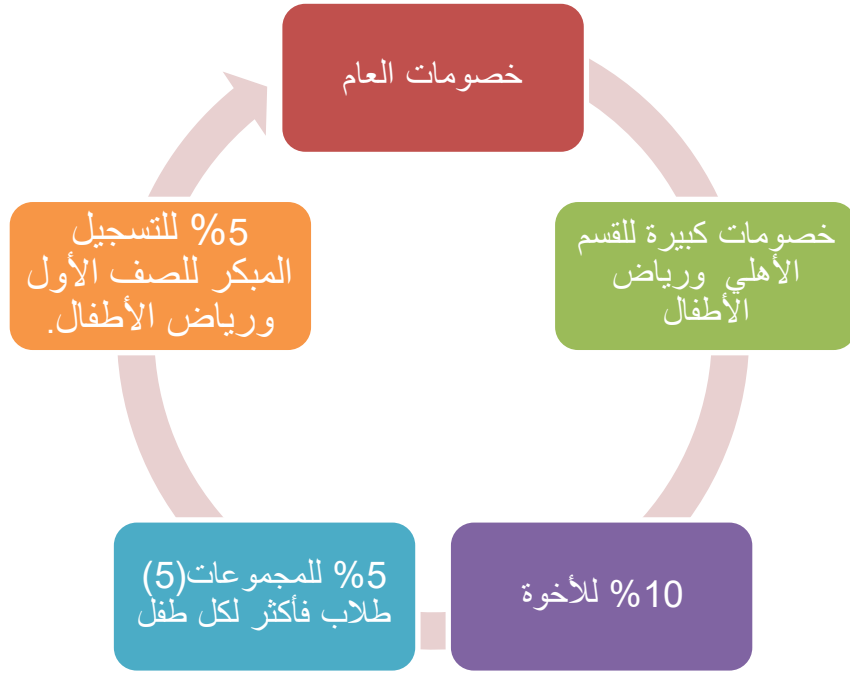 خصومات العام
خصومات كبيرة للقسم
الأهلي ورياض
الأطفال
10% للأخوة
5% للمجموعات(5)
طلاب فأكثر لكل طفل
5% للتسجيل
المبكر للصف الأول
ورياض الأطفال.